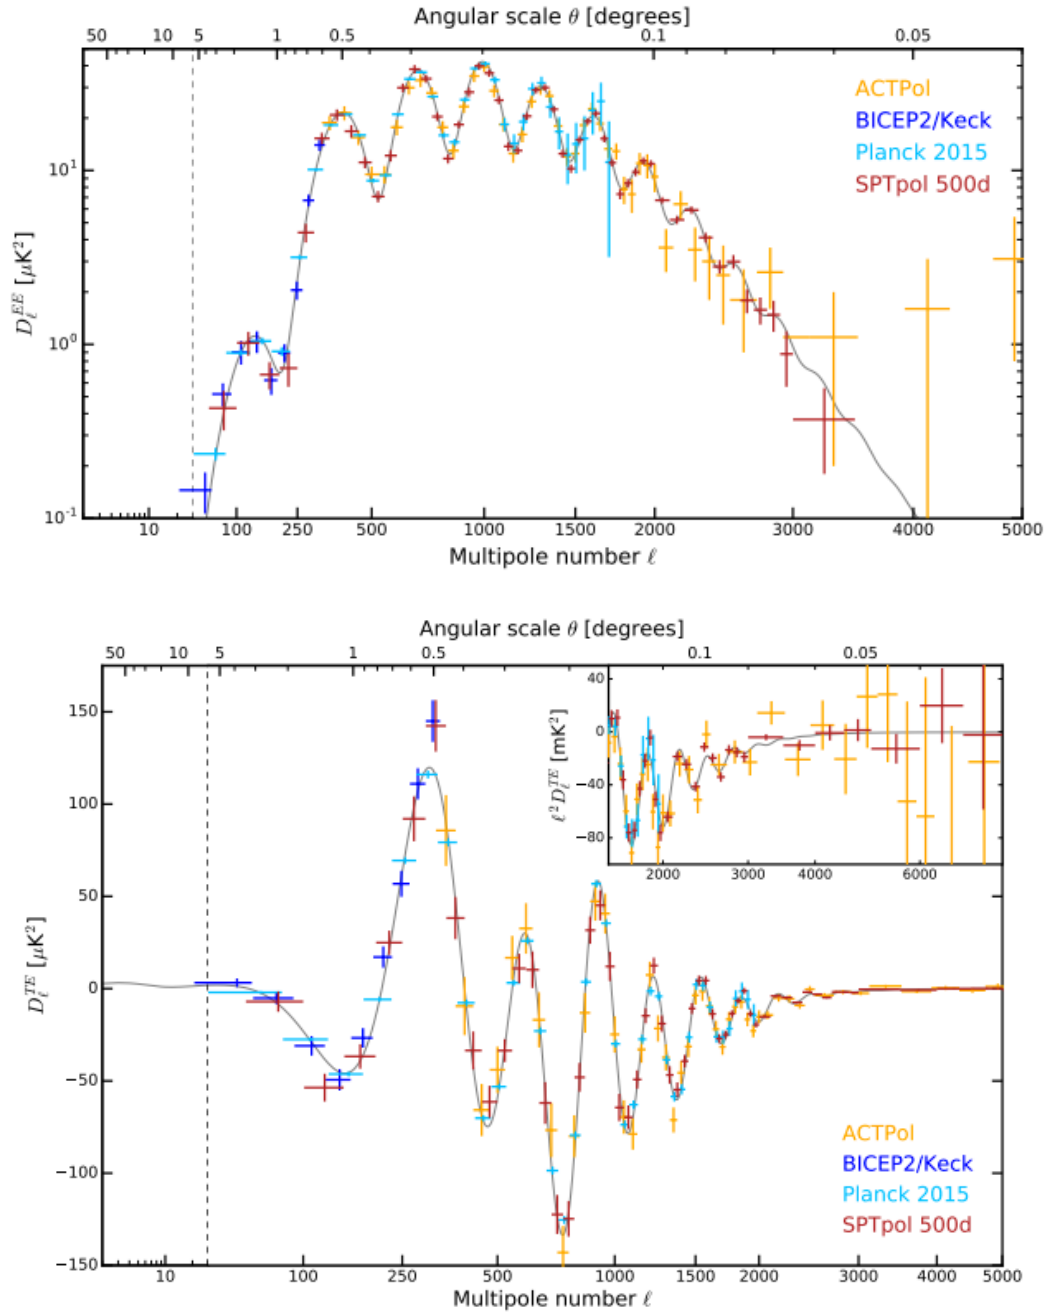 Angular scale θ [degrees]
50 10 5 1 0.5 0.1 0.05
ACTPol
BICEP2/Keck
Planck 2015
SPTpol 500d
10^1
10^0
10^-1
D_ℓ^EE [μK²]
10 100 250 500 1000 1500 2000 3000 4000 5000
Multipole number ℓ
Angular scale θ [degrees]
50 10 5 1 0.5 0.1 0.05
150
100
50
0
−50
−100
−150
D_ℓ^TE [μK²]
40
0
−40
−80
ℓ²D_ℓ^TE [mK²]
2000 3000 4000 6000
ACTPol
BICEP2/Keck
Planck 2015
SPTpol 500d
10 100 250 500 1000 1500 2000 3000 4000 5000
Multipole number ℓ